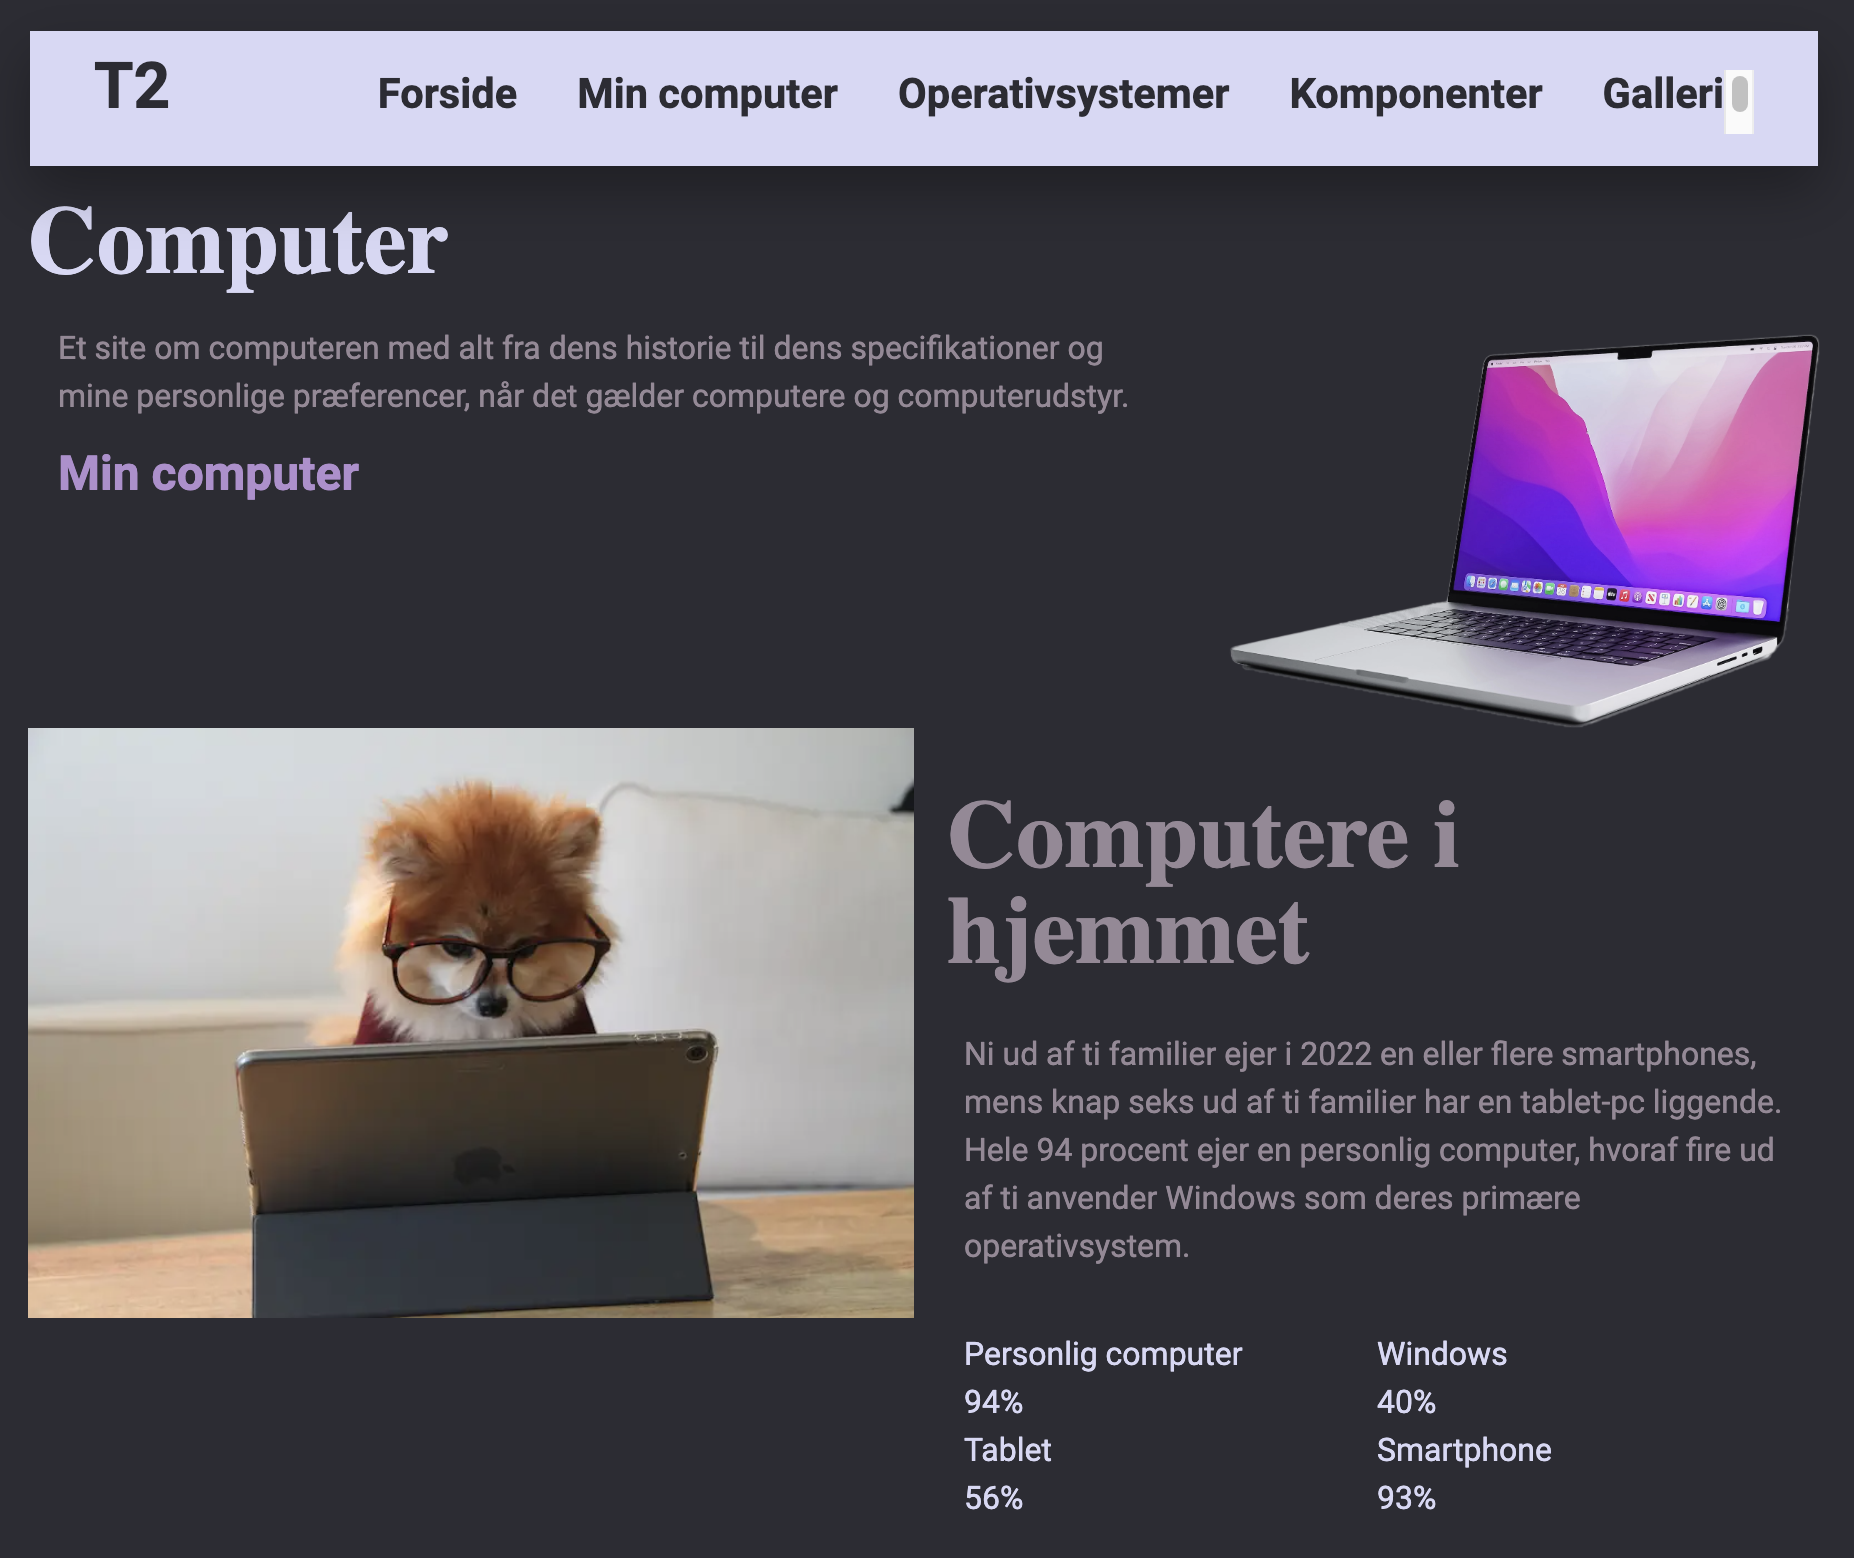 T2
Forside
Min computer
Operativsystemer
Komponenter
Galleri
Computer
Et site om computeren med alt fra dens historie til dens specifikationer og
mine personlige præferencer, når det gælder computere og computerudstyr.
Min computer
Computere i
hjemmet
Ni ud af ti familier ejer i 2022 en eller flere smartphones,
mens knap seks ud af ti familier har en tablet-pc liggende.
Hele 94 procent ejer en personlig computer, hvoraf fire ud
af ti anvender Windows som deres primære
operativsystem.
Personlig computer
94%
Tablet
56%
Windows
40%
Smartphone
93%